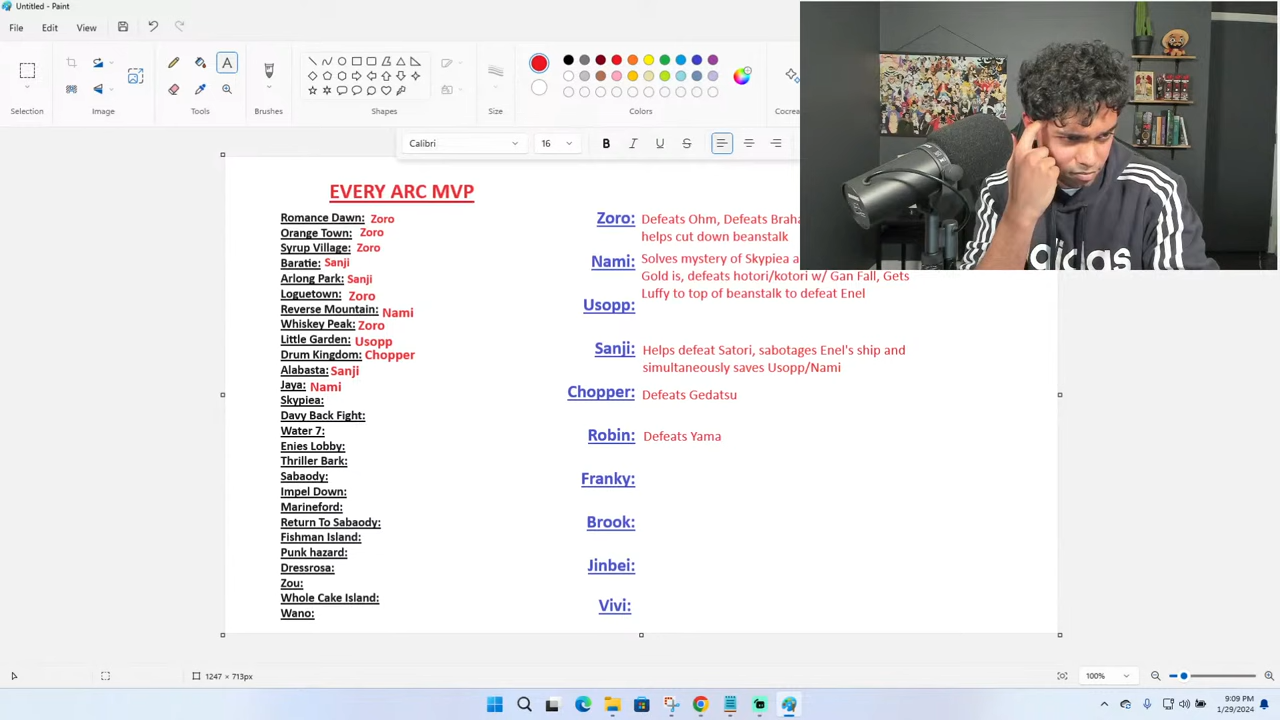 Untitled - Paint
File Edit View
Selection Image Tools Brushes Shapes Size Colors
Calibri 16 B I U S
EVERY ARC MVP
Romance Dawn: Zoro
Orange Town: Zoro
Syrup Village: Zoro
Baratie: Sanji
Arlong Park: Sanji
Loguetown: Zoro
Reverse Mountain: Nami
Whiskey Peak: Zoro
Little Garden: Usopp
Drum Kingdom: Chopper
Alabasta: Sanji
Jaya: Nami
Skypiea:
Davy Back Fight:
Water 7:
Enies Lobby:
Thriller Bark:
Sabaody:
Impel Down:
Marineford:
Return To Sabaody:
Fishman Island:
Punk hazard:
Dressrosa:
Zou:
Whole Cake Island:
Wano:
Zoro: Defeats Ohm, Defeats Braha
helps cut down beanstalk
Nami: Solves mystery of Skypiea a
Gold is, defeats hotori/kotori w/ Gan Fall, Gets
Luffy to top of beanstalk to defeat Enel
Usopp:
Sanji: Helps defeat Satori, sabotages Enel's ship and
simultaneously saves Usopp/Nami
Chopper: Defeats Gedatsu
Robin: Defeats Yama
Franky:
Brook:
Jinbei:
Vivi:
adidas
1247 × 713px
100%
9:09 PM
1/29/2024